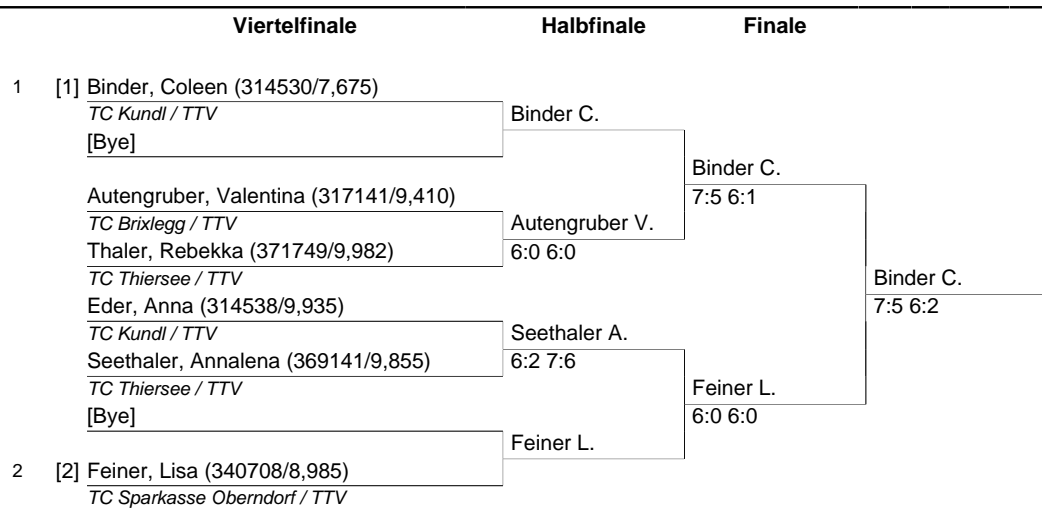 Viertelfinale Halbfinale Finale
1 [1] Binder, Coleen (314530/7,675)
TC Kundl / TTV Binder C.
[Bye]
Binder C.
Autengruber, Valentina (317141/9,410) 7:5 6:1
TC Brixlegg / TTV Autengruber V.
Thaler, Rebekka (371749/9,982) 6:0 6:0
TC Thiersee / TTV Binder C.
Eder, Anna (314538/9,935) 7:5 6:2
TC Kundl / TTV Seethaler A.
Seethaler, Annalena (369141/9,855) 6:2 7:6
TC Thiersee / TTV Feiner L.
[Bye] 6:0 6:0
Feiner L.
2 [2] Feiner, Lisa (340708/8,985)
TC Sparkasse Oberndorf / TTV